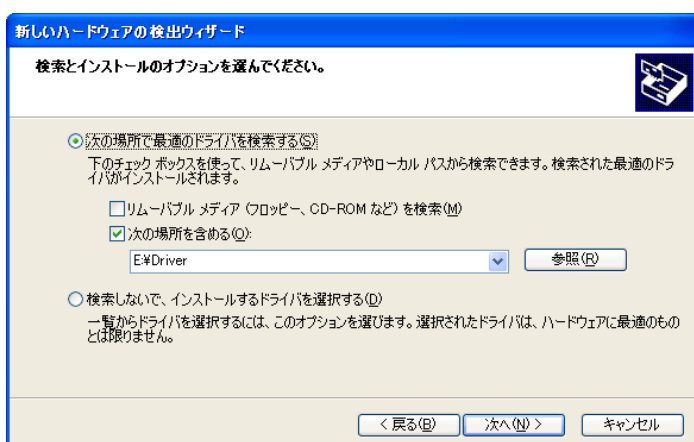 新しいハードウェアの検出ウィザード
検索とインストールのオプションを選んでください。
次の場所で最適のドライバを検索する(S)
下のチェック ボックスを使って、リムーバブル メディアやローカル パスから検索できます。検索された最適のドラ
イバがインストールされます。
リムーバブル メディア (フロッピー、CD-ROM など) を検索(M)
次の場所を含める(O):
E:¥Driver
参照(R)
検索しないで、インストールするドライバを選択する(D)
一覧からドライバを選択するには、このオプションを選びます。選択されたドライバは、ハードウェアに最適のもの
とは限りません。
< 戻る(B) 次へ(N) > キャンセル